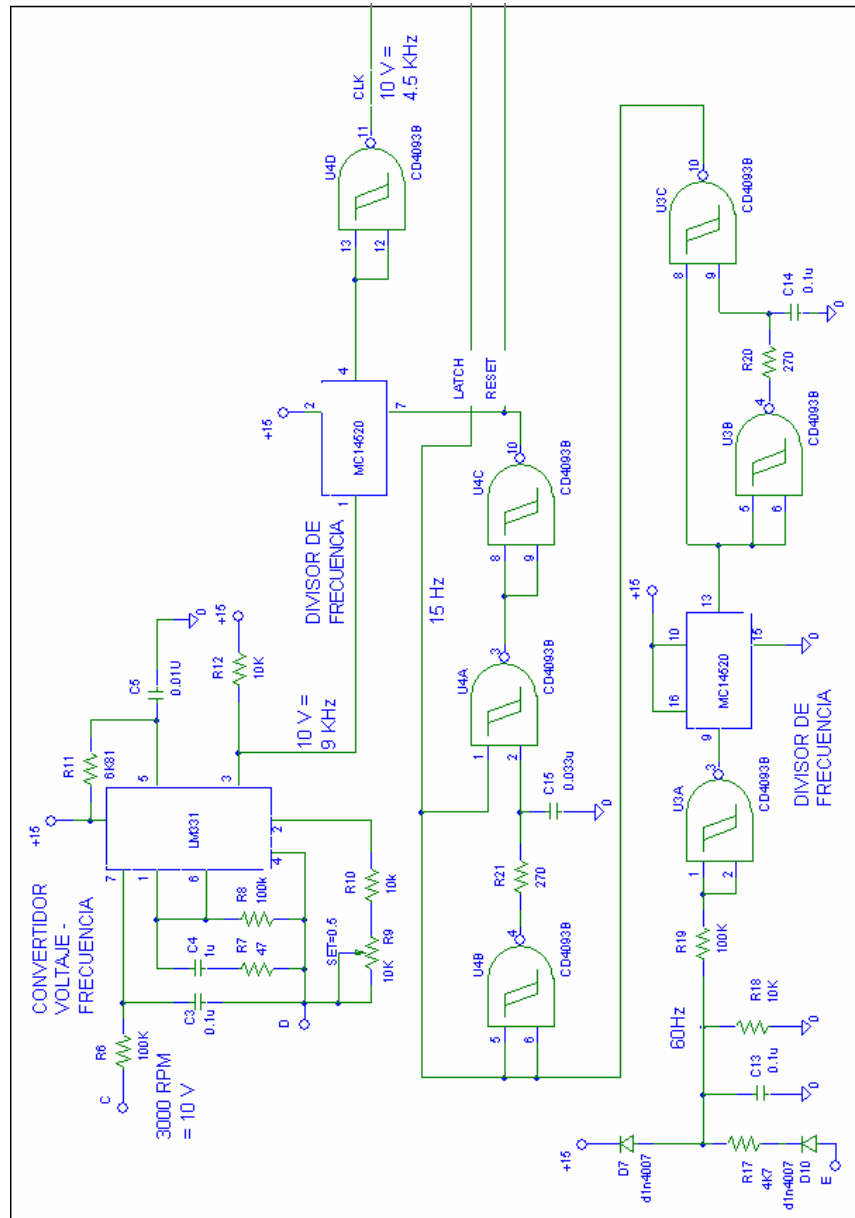 CONVERTIDOR
VOLTAJE -
FRECUENCIA
+15
R11
6K81
C5
0.01U
0
+15
R12
10K
7
1
6
LM331
5
3
4
2
C
R6
100K
3000 RPM
= 10 V
C3
0.1u
C4
1u
R7
47
R8
100k
D
SET=0.5
R9
10K
R10
10k
10 V =
9 KHz
DIVISOR DE
FRECUENCIA
+15
2
1
MC14520
4
7
U4D
13
12
11
CD4093B
CLK
10 V =
4.5 KHz
LATCH
RESET
15 Hz
U4B
5
6
4
CD4093B
R21
270
C15
0.033u
0
U4A
1
2
3
CD4093B
U4C
8
9
10
CD4093B
+15
D7
d1n4007
R17
4K7
D10
d1n4007
E
C13
0.1u
0
R18
10K
0
60Hz
R19
100K
U3A
1
2
3
CD4093B
+15
16
10
9
MC14520
13
15
0
DIVISOR DE
FRECUENCIA
U3B
5
6
4
CD4093B
R20
270
C14
0.1u
0
U3C
8
9
10
CD4093B